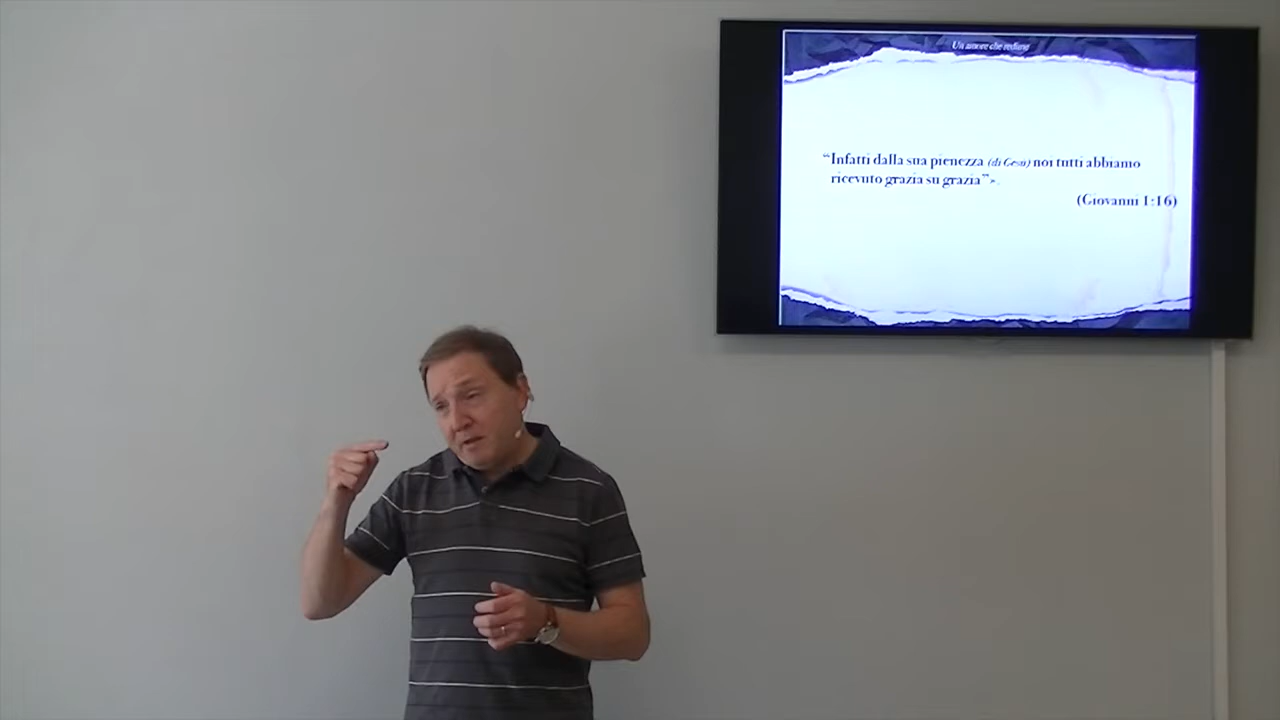 Un amore che redime
“Infatti dalla sua pienezza (di Gesù) noi tutti abbiamo
ricevuto grazia su grazia”».
(Giovanni 1:16)